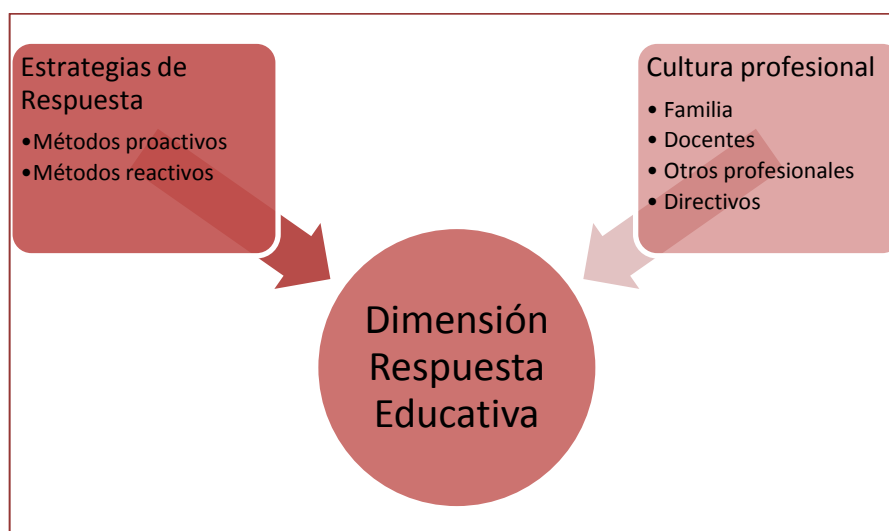 Estrategias de
Respuesta
•Métodos proactivos
•Métodos reactivos
Cultura profesional
• Familia
• Docentes
• Otros profesionales
• Directivos
Dimensión
Respuesta
Educativa